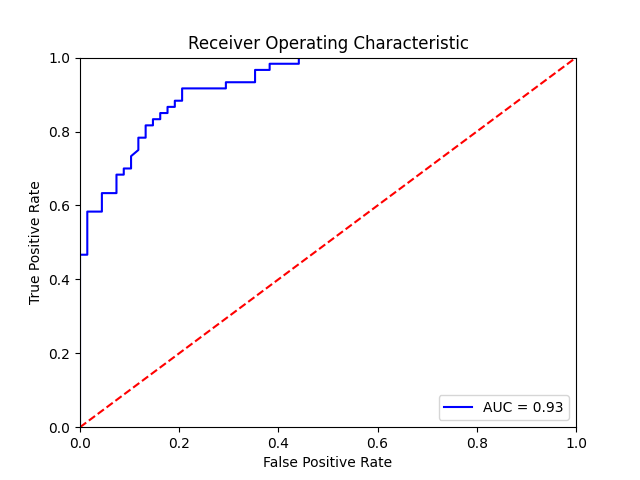 Receiver Operating Characteristic
1.0
0.8
0.6
0.4
0.2
0.0
True Positive Rate
AUC = 0.93
0.0 0.2 0.4 0.6 0.8 1.0
False Positive Rate